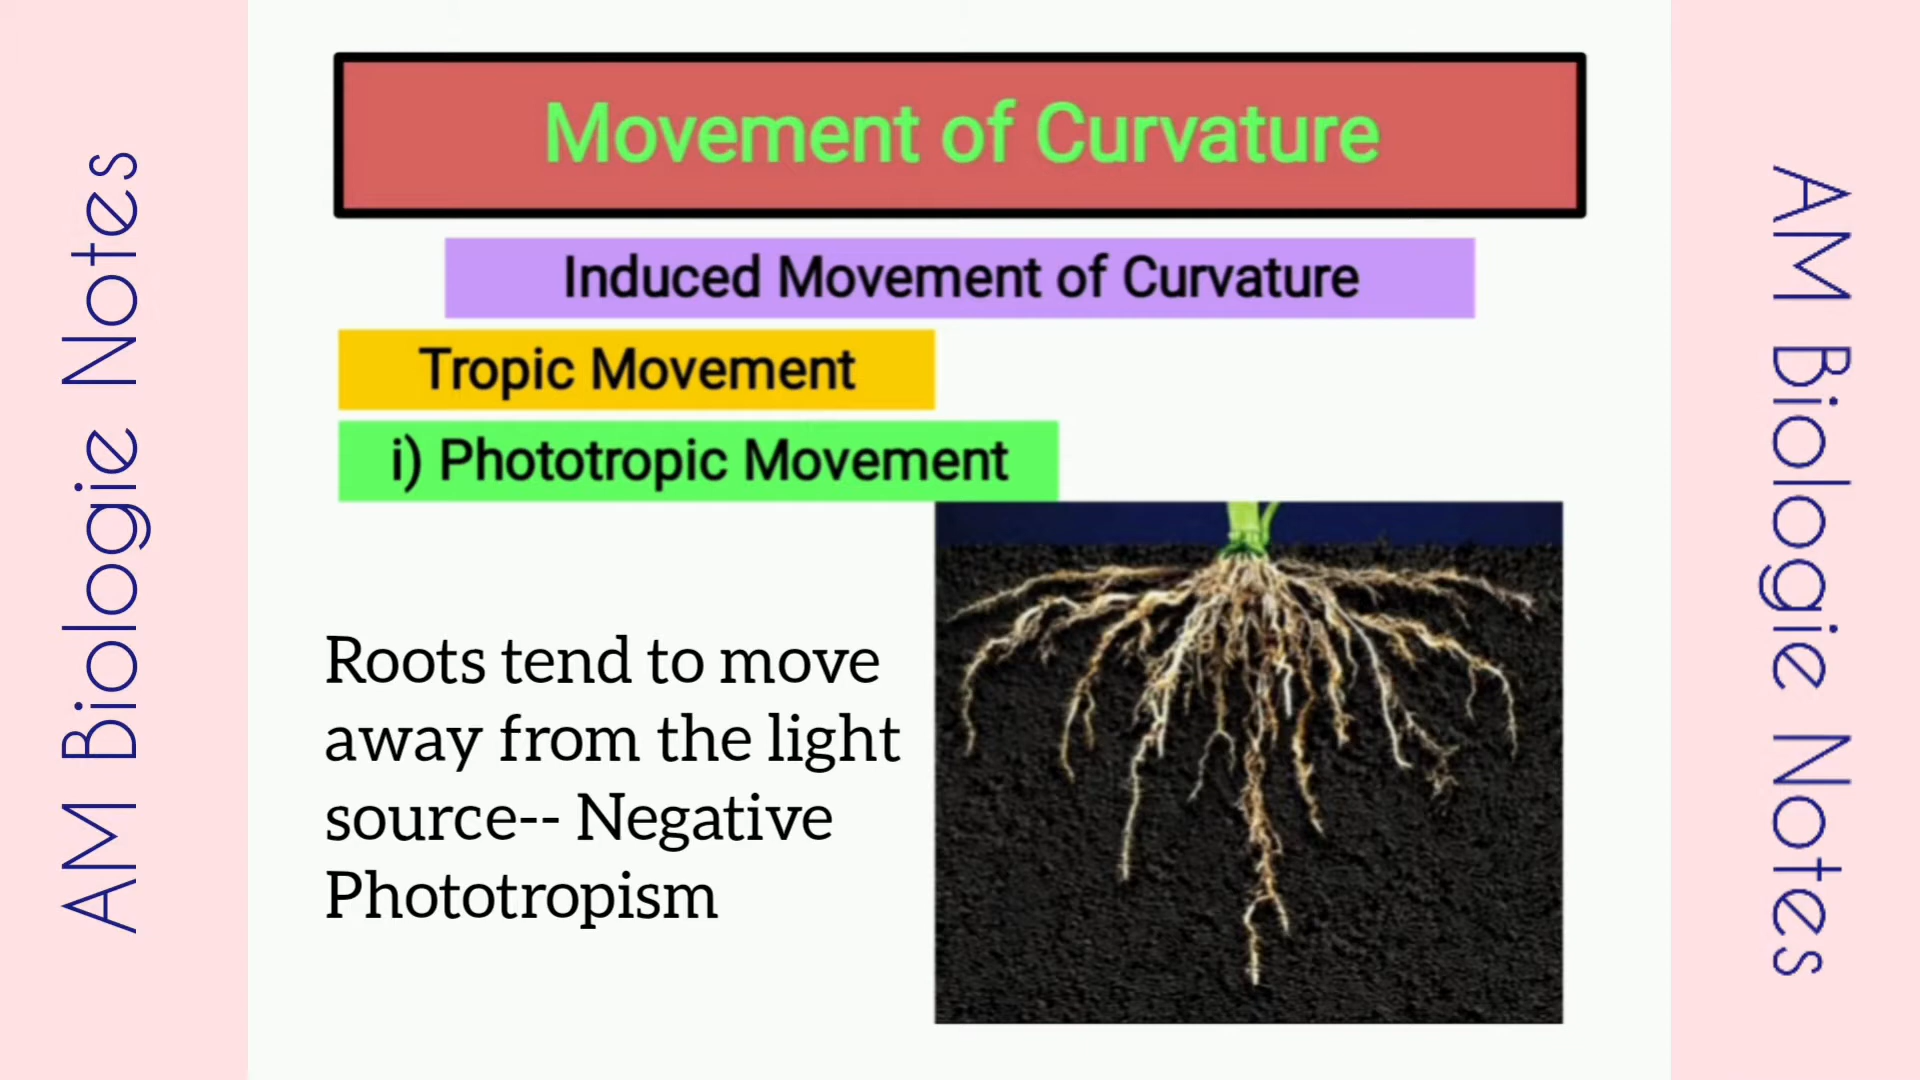 AM Biologie Notes
Movement of Curvature
Induced Movement of Curvature
Tropic Movement
i) Phototropic Movement
Roots tend to move
away from the light
source-- Negative
Phototropism
AM Biologie Notes